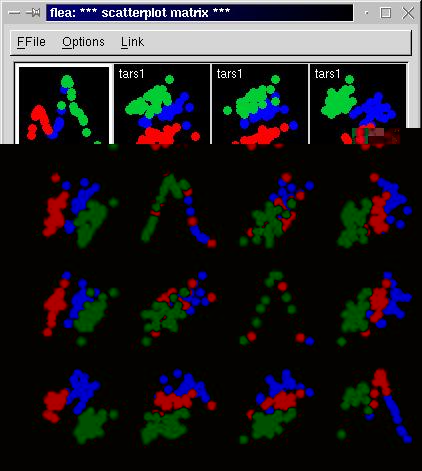 flea: *** scatterplot matrix ***
FFile Options Link
tars1 tars1 tars1